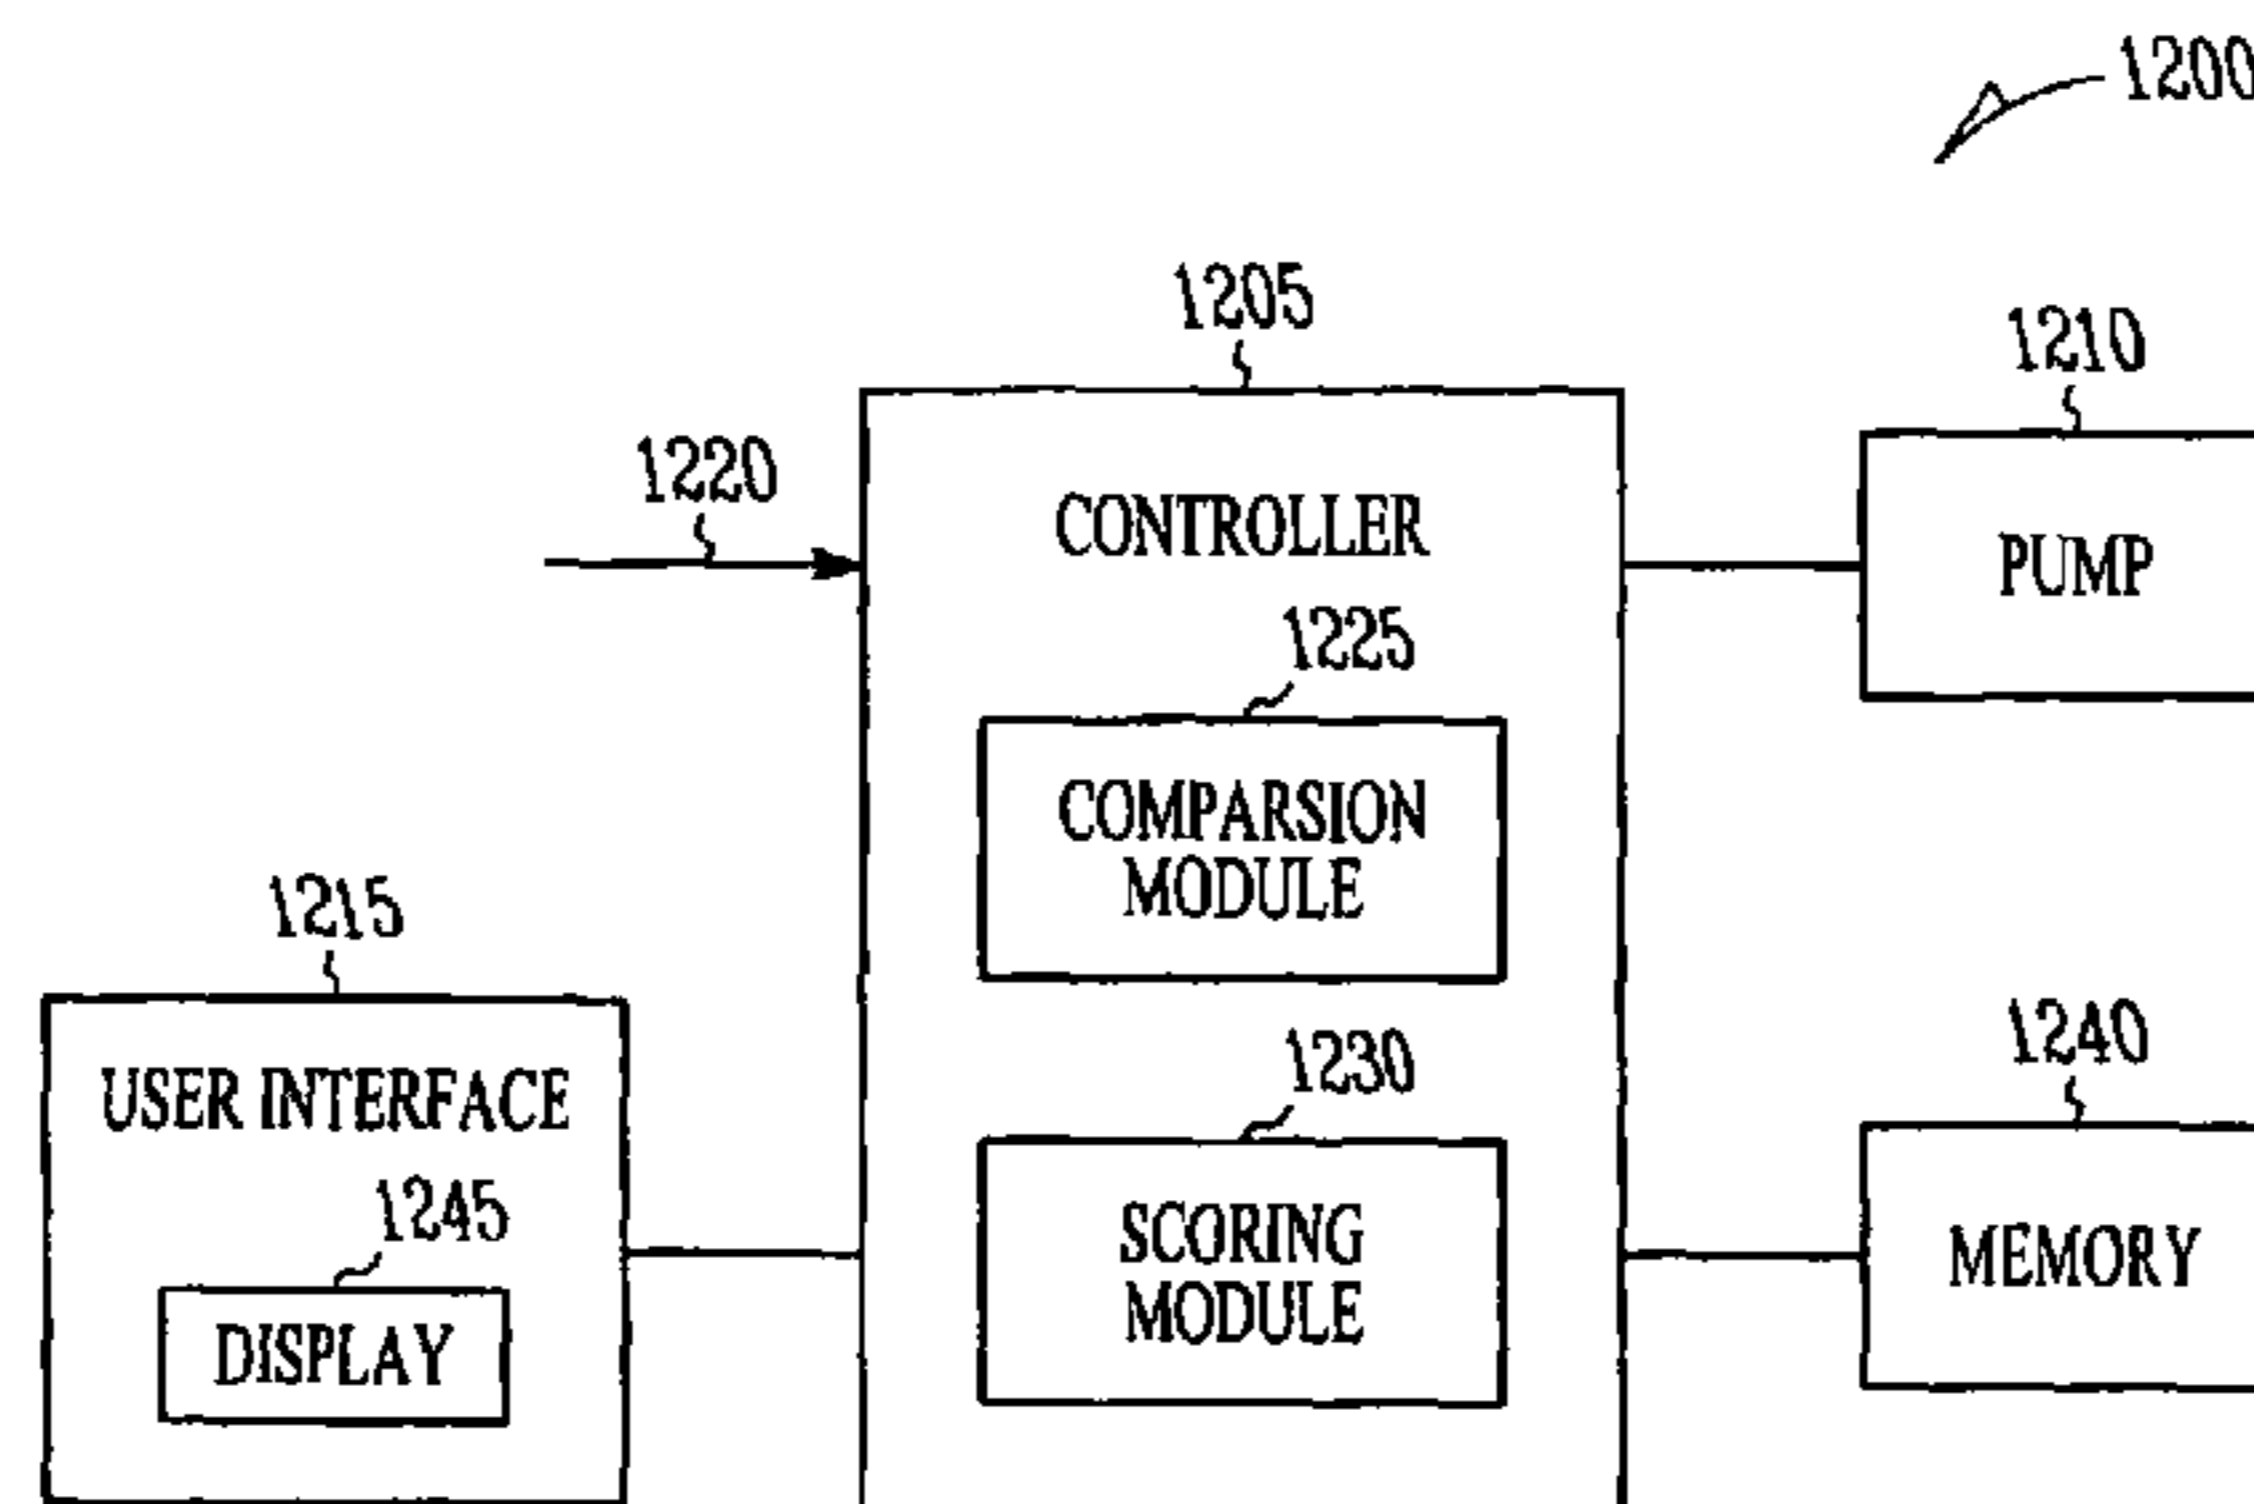 1200
1205
1210
1220
CONTROLLER
PUMP
1225
COMPARSION
MODULE
1215
1240
1230
USER INTERFACE
1245
SCORING
MODULE
MEMORY
DISPLAY